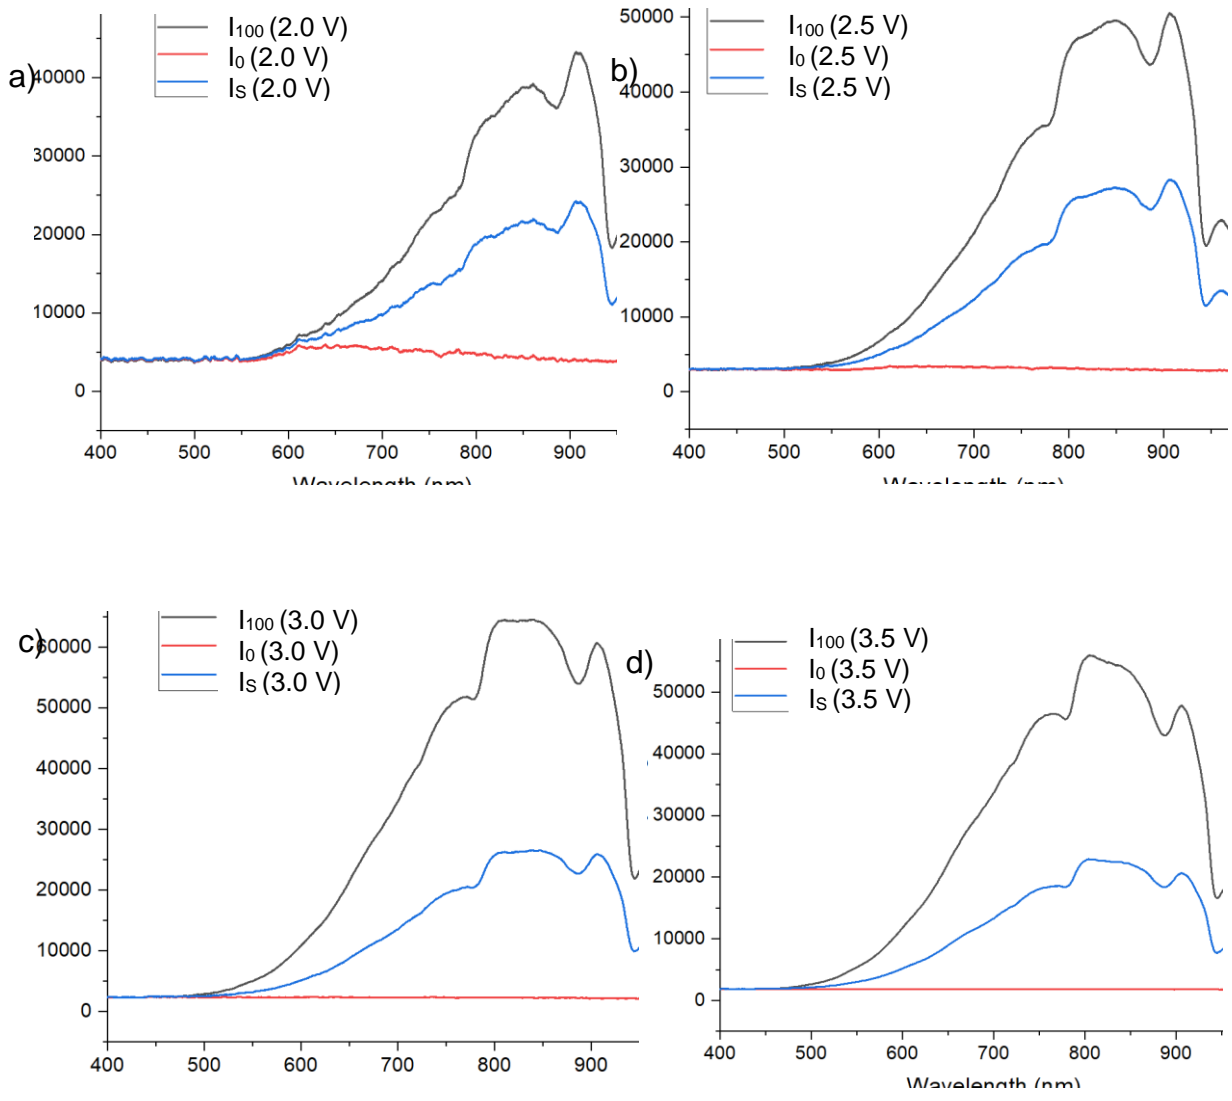 a)
I100 (2.0 V)
I0 (2.0 V)
IS (2.0 V)
40000
30000
20000
10000
0
400 500 600 700 800 900
b)
I100 (2.5 V)
I0 (2.5 V)
IS (2.5 V)
50000
40000
30000
20000
10000
0
400 500 600 700 800 900
c)
I100 (3.0 V)
I0 (3.0 V)
IS (3.0 V)
60000
50000
40000
30000
20000
10000
0
400 500 600 700 800 900
d)
I100 (3.5 V)
I0 (3.5 V)
IS (3.5 V)
50000
40000
30000
20000
10000
0
400 500 600 700 800 900
Wavelength (nm)